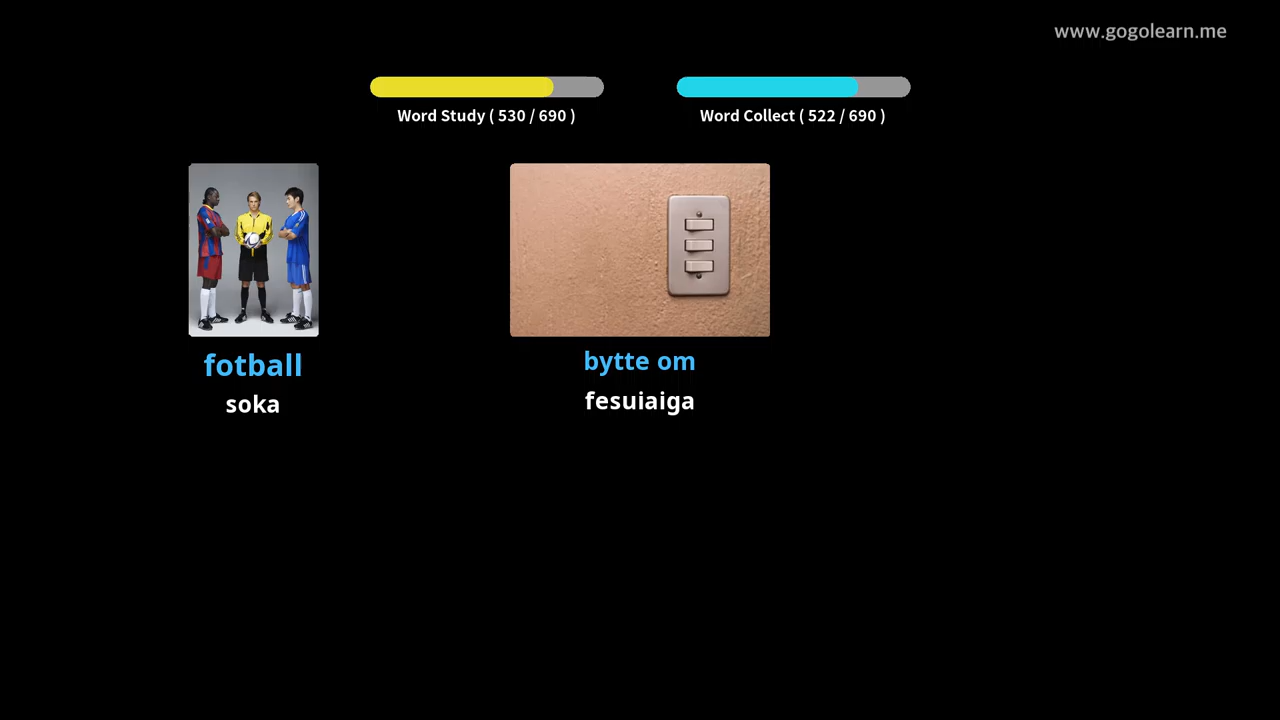 www.gogolearn.me
Word Study ( 530 / 690 )
Word Collect ( 522 / 690 )
fotball
soka
bytte om
fesuiaiga